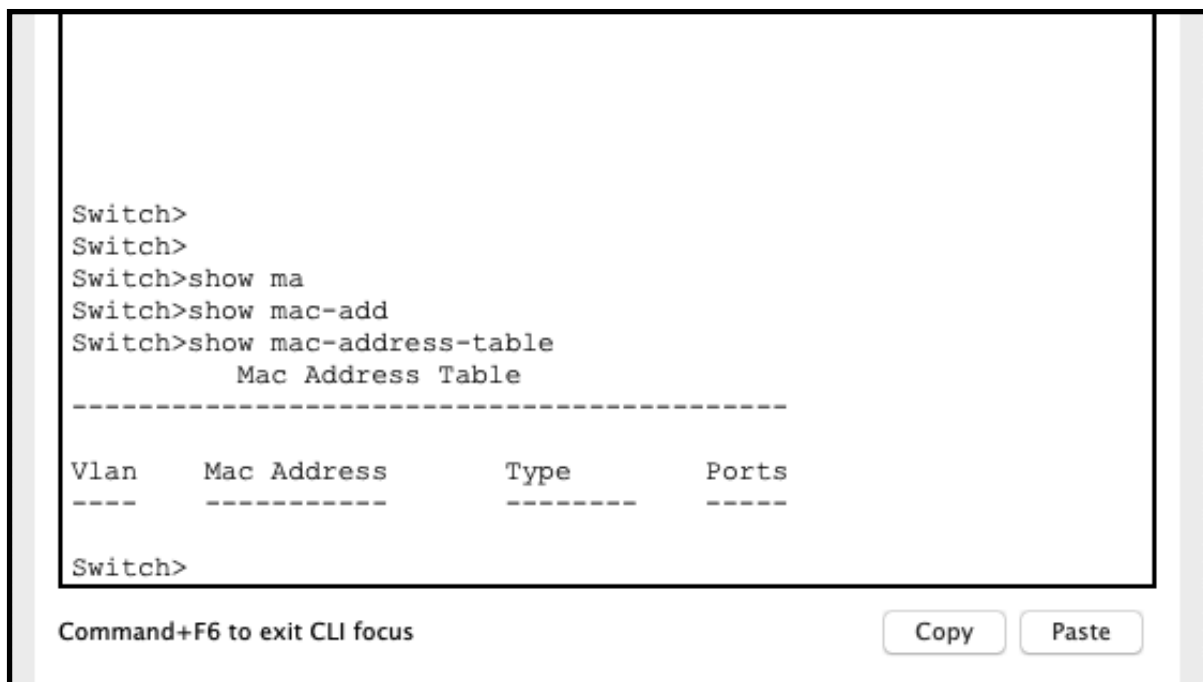 Switch>
Switch>
Switch>show ma
Switch>show mac-add
Switch>show mac-address-table
Mac Address Table
-------------------------------------------
Vlan Mac Address Type Ports
---- ----------- -------- -----
Switch>
Command+F6 to exit CLI focus
Copy Paste